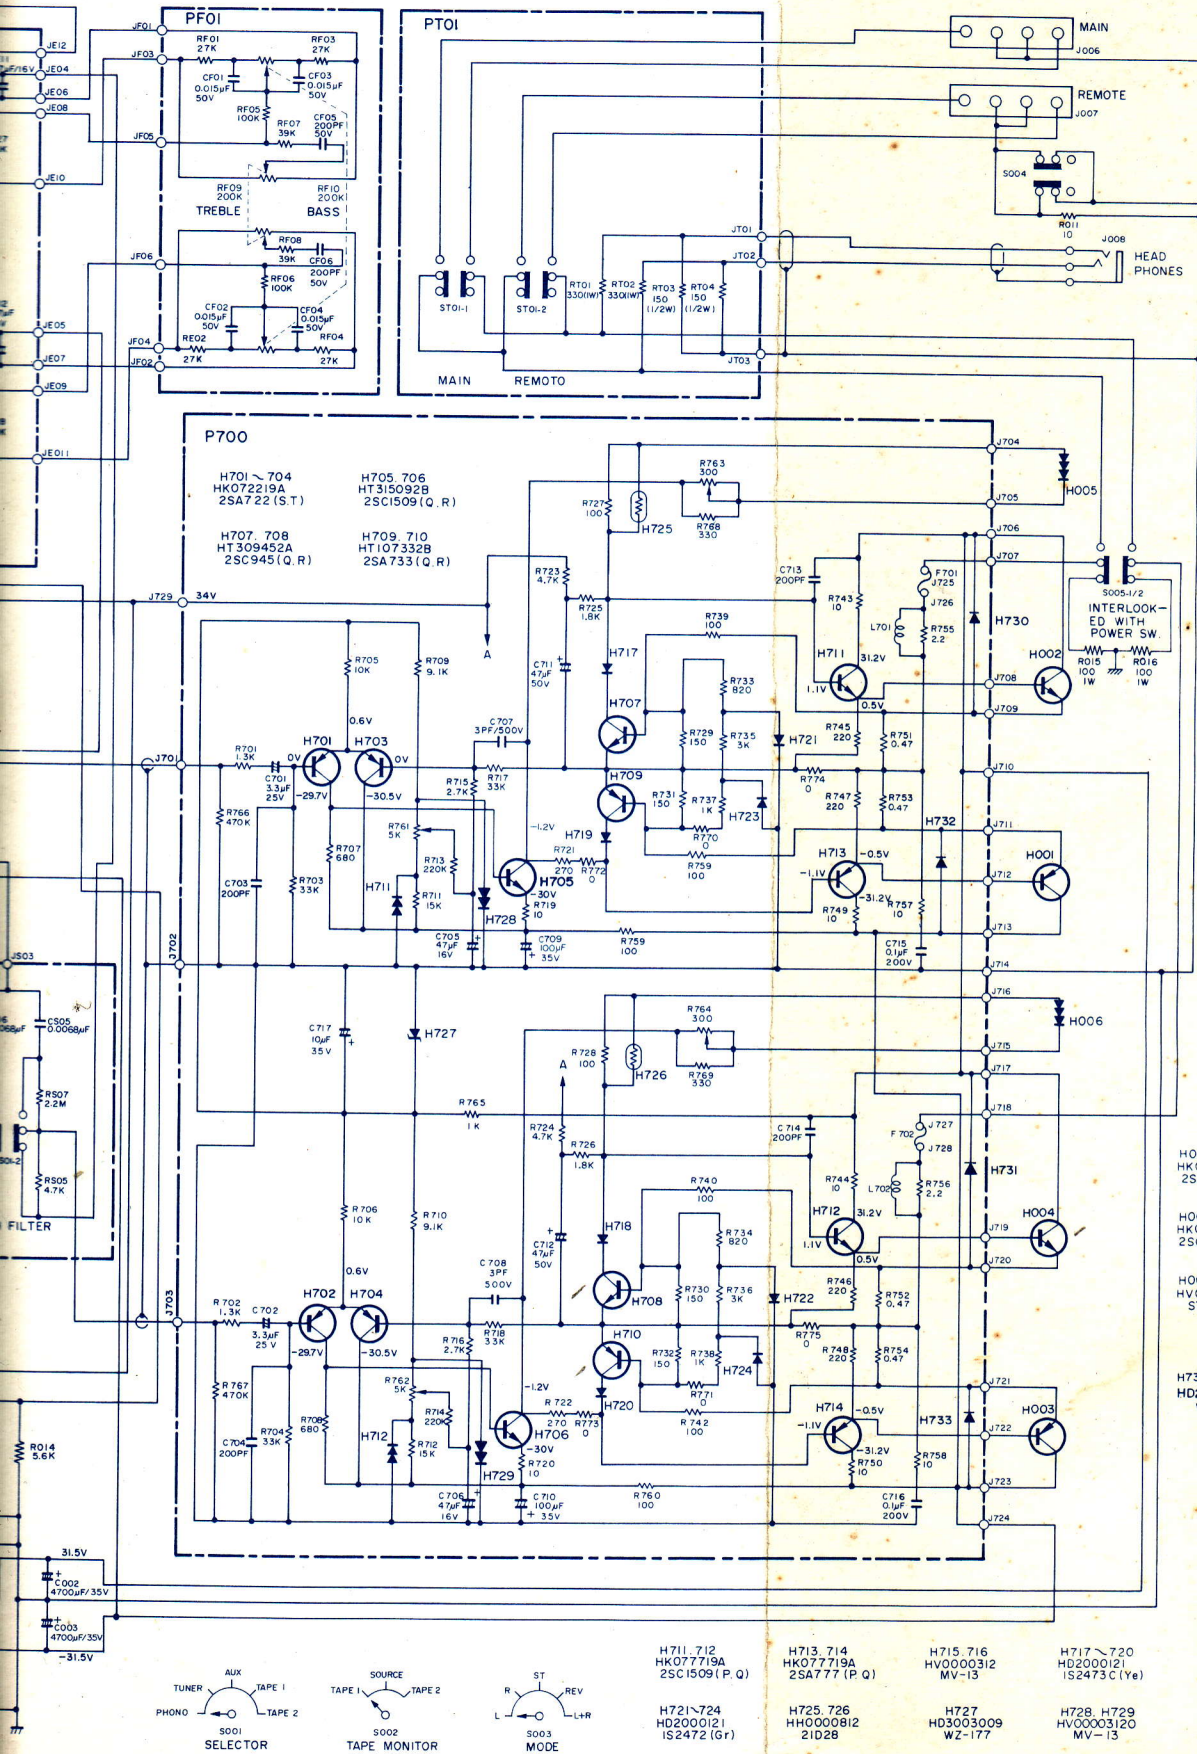 PF01
PT01
JF01
JF03
RF01
27K
RF03
27K
CF01
0.015µF
50V
CF03
0.015µF
50V
RF05
100K
RF07
39K
CF05
200PF
50V
JF05
RF09
200K
RF10
200K
TREBLE
BASS
RF08
39K
CF06
200PF
50V
RF06
100K
JF06
CF02
0.015µF
50V
CF04
0.015µF
50V
JF04
JF02
RE02
27K
RF04
27K
JE12
JE04
JE06
JE08
JE10
JE05
JE07
JE09
JE011
MAIN
J006
REMOTE
J007
S004
R011
10
J008
HEAD
PHONES
JT01
JT02
JT03
RT01
330(1W)
RT02
330(1W)
RT03
150
(1/2W)
RT04
150
(1/2W)
ST01-1
ST01-2
MAIN
REMOTO
P700
H701~704
HK072219A
2SA722(S.T)
H705.706
HT315092B
2SC1509(Q.R)
H707.708
HT309452A
2SC945(Q.R)
H709.710
HT107332B
2SA733(Q.R)
R763
300
R768
330
R727
100
H725
J704
J705
H005
J706
J707
F701
J725
J726
S005-1/2
INTERLOOK-
ED WITH
POWER SW.
R015
100
1W
R016
100
1W
J729
34V
A
R723
4.7K
R725
1.8K
C713
200PF
R743
10
R739
100
L701
R755
2.2
H730
H002
R705
10K
R709
9.1K
C711
47µF
50V
H717
H707
R733
820
H711
31.2V
1.1V
0.5V
J708
J709
0.6V
C707
3PF/500V
R729
150
R735
3K
H721
R745
220
R751
0.47
J701
R701
1.3K
C701
3.3µF
25V
0V
H701
H703
0V
R715
2.7K
R717
33K
H709
R774
0
J710
-29.7V
-30.5V
R766
470K
R731
150
R737
1K
H723
R747
220
R753
0.47
R761
5K
-1.2V
H719
R770
0
H732
J711
R707
680
R713
220K
R721
270
R772
0
R759
100
H713
-0.5V
-1.1V
H001
J712
C703
200PF
R703
33K
H711
R711
15K
H728
H705
-30V
R719
10
R749
10
-31.2V
R757
10
J702
C705
47µF
16V
C709
100µF
35V
R759
100
C715
0.1µF
200V
J713
J714
J716
JS03
CS05
0.0068µF
RS07
2.2M
RS05
4.7K
FILTER
C717
10µF
35V
H727
R728
100
H726
R764
300
R769
330
H006
J715
J717
J718
A
R765
1K
R724
4.7K
R726
1.8K
C714
200PF
F702
J727
J728
R744
10
R740
100
L702
R756
2.2
H731
R706
10K
R710
9.1K
C712
47µF
50V
H718
R734
820
H712
31.2V
1.1V
0.5V
J719
H004
J720
0.6V
C708
3PF
500V
H708
R730
150
R736
3K
H722
R746
220
R752
0.47
J703
R702
1.3K
C702
3.3µF
25V
H702
H704
R716
2.7K
R718
33K
H710
R775
0
-29.7V
-30.5V
R732
150
R738
1K
H724
R748
220
R754
0.47
R767
470K
R762
5K
-1.2V
H720
R771
0
J721
R708
680
R714
220K
R722
270
R773
0
R742
100
H714
-0.5V
-1.1V
H733
H003
J722
C704
200PF
R704
33K
H712
R712
15K
H729
H706
-30V
R720
10
-31.2V
R750
10
R758
10
J723
C706
47µF
16V
C710
100µF
35V
R760
100
C716
0.1µF
200V
J724
R014
5.6K
31.5V
C002
4700µF/35V
C003
4700µF/35V
-31.5V
H711.712
HK077719A
2SC1509(P.Q)
H713.714
HK077719A
2SA777(P.Q)
H715.716
HV0000312
MV-13
H717~720
HD2000121
IS2473C(Ye)
H721~724
HD2000121
IS2472(Gr)
H725.726
HH0000812
21D28
H727
HD3003009
WZ-177
H728.H729
HV00003120
MV-13
AUX
TUNER
TAPE 1
PHONO
TAPE 2
S001
SELECTOR
SOURCE
TAPE 1
TAPE 2
S002
TAPE MONITOR
ST
R
REV
L
L+R
S003
MODE